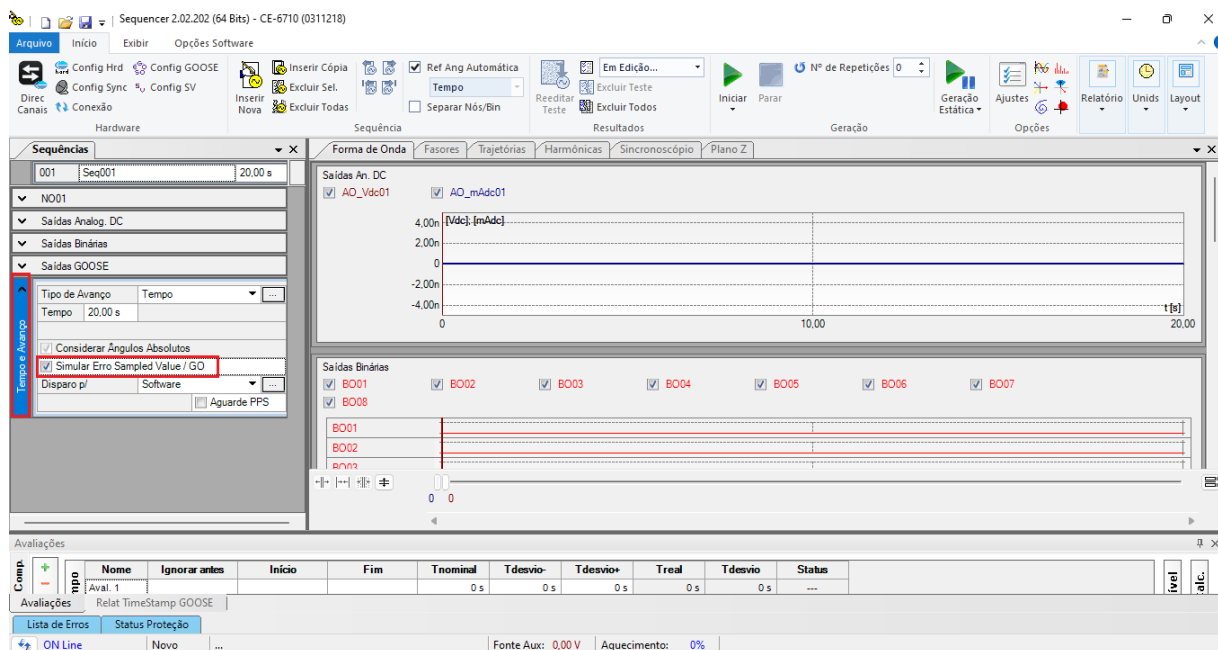 Sequencer 2.02.202 (64 Bits) - CE-6710 (0311218)
Arquivo Início Exibir Opções Software
Direc Canais
Config Hrd Config GOOSE
Config Sync Config SV
Conexão
Hardware
Inserir Nova
Inserir Cópia
Excluir Sel.
Excluir Todas
Ref Ang Automática
Tempo
Separar Nós/Bin
Sequência
Reeditar Teste
Em Edição...
Excluir Teste
Excluir Todos
Resultados
Iniciar Parar
Nº de Repetições 0
Geração Estática
Geração
Ajustes
Opções
Relatório Unids Layout
Sequências
001 Seq001 20,00 s
NO01
Saídas Analog. DC
Saídas Binárias
Saídas GOOSE
Tempo e Avanço
Tipo de Avanço Tempo ...
Tempo 20,00 s
Considerar Ângulos Absolutos
Simular Erro Sampled Value / GO
Disparo p/ Software ...
Aguarde PPS
Forma de Onda Fasores Trajetórias Harmônicas Sincronoscópio Plano Z
Saídas An. DC
AO_Vdc01 AO_mAdc01
[Vdc]; [mAdc]
4,00n
2,00n
0
-2,00n
-4,00n
t [s]
0 10,00 20,00
Saídas Binárias
BO01 BO02 BO03 BO04 BO05 BO06 BO07
BO08
BO01
BO02
BO03
0 0
Avaliações
Comp.
Nome Ignorar antes Início Fim Tnominal Tdesvio- Tdesvio+ Treal Tdesvio Status
Aval. 1 0 s 0 s 0 s 0 s 0 s ---
Avaliações Relat TimeStamp GOOSE
Lista de Erros Status Proteção
ON Line Novo ... Fonte Aux: 0,00 V Aquecimento: 0%